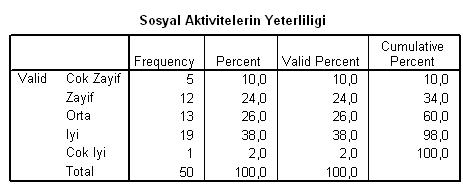 Sosyal Aktivitelerin Yeterliligi
Frequency Percent Valid Percent Cumulative Percent
Valid Cok Zayif 5 10,0 10,0 10,0
Zayif 12 24,0 24,0 34,0
Orta 13 26,0 26,0 60,0
Iyi 19 38,0 38,0 98,0
Cok Iyi 1 2,0 2,0 100,0
Total 50 100,0 100,0